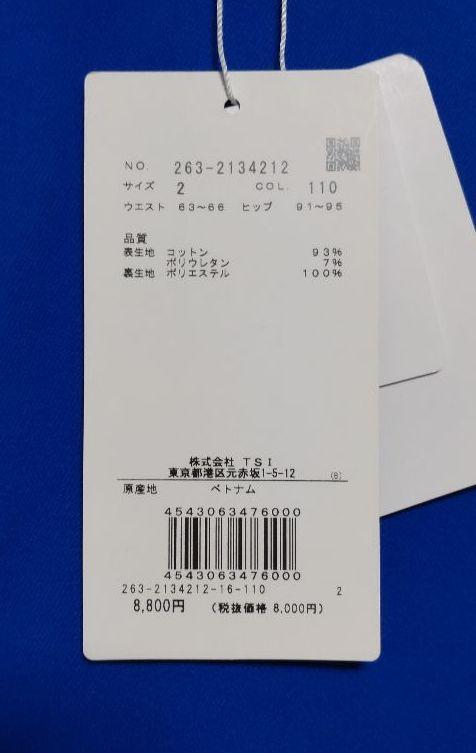 NO. 263-2134212
サイズ 2 COL. 110
ウエスト 63~66 ヒップ 91~95
品質
表生地 コットン 93%
ポリウレタン 7%
裏生地 ポリエステル 100%
株式会社 TSI
東京都港区元赤坂1-5-12 (8)
原産地 ベトナム
4543063476000
4543063476000
263-2134212-16-110 2
8,800円 (税抜価格 8,000円)